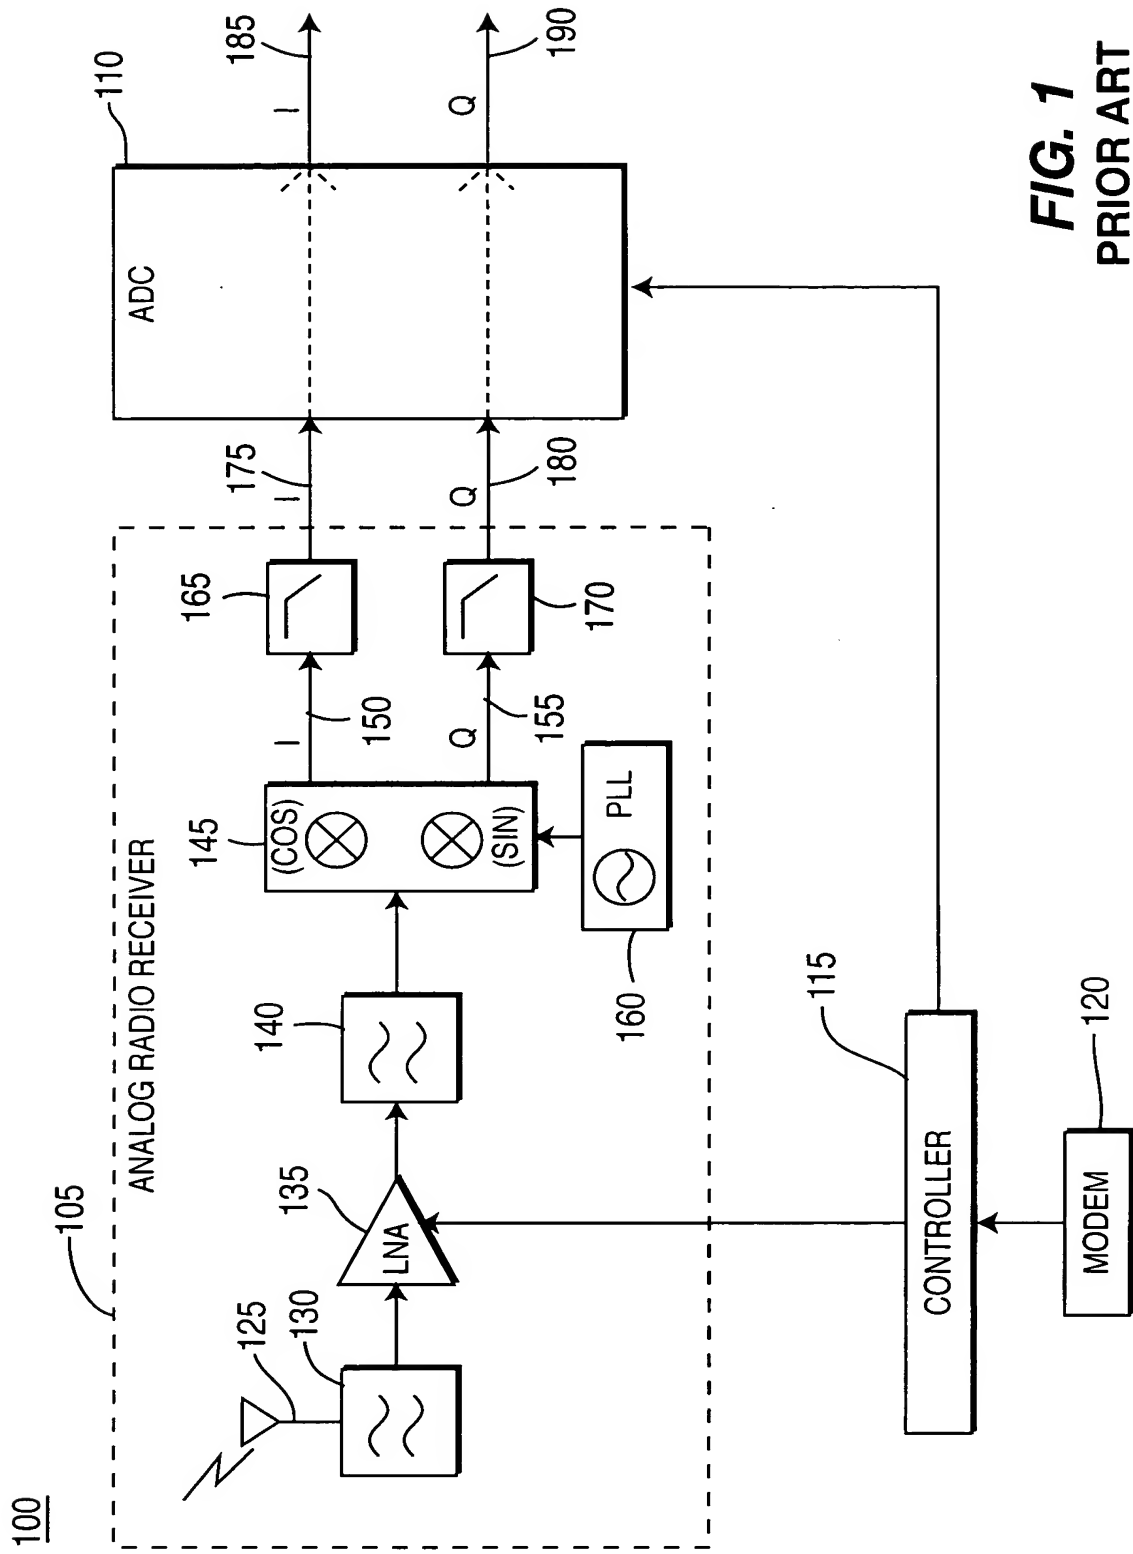 100
105
ANALOG RADIO RECEIVER
125
130
LNA
135
140
145
(COS)
(SIN)
I
150
Q
155
PLL
160
165
170
I
175
Q
180
ADC
110
I
185
Q
190
CONTROLLER
115
MODEM
120
FIG. 1
PRIOR ART